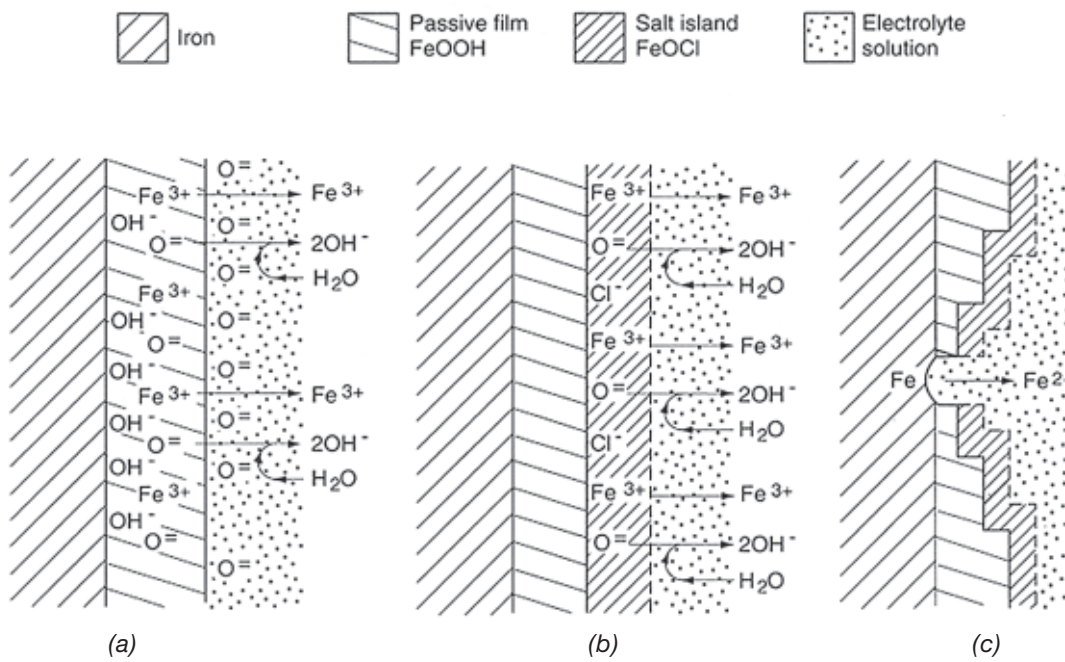 Iron
Passive film
FeOOH
Salt island
FeOCl
Electrolyte
solution
O=
Fe3+ Fe3+
OH- O=
O= 2OH-
O= H2O
Fe3+ O=
OH- O=
O=
OH- O=
Fe3+ Fe3+
OH- O=
O= 2OH-
OH- O= H2O
Fe3+
OH-
O=
O=
(a)
Fe3+ Fe3+
O= 2OH-
Cl H2O
Fe3+ Fe3+
O= 2OH-
Cl- H2O
Fe3+ Fe3+
O= 2OH-
H2O
(b)
Fe Fe2
(c)